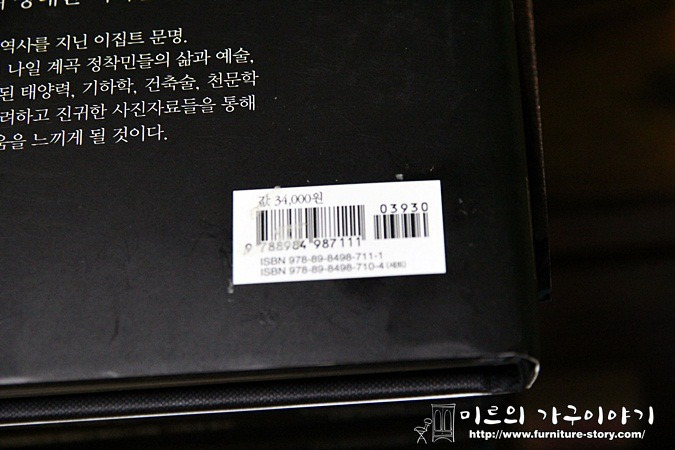 역사를 지닌 이집트 문명.
나일 계곡 정착민들의 삶과 예술,
된 태양력, 기하학, 건축술, 천문학
려하고 진귀한 사진자료들을 통해
움을 느끼게 될 것이다.
값 34,000원
03930
9 788984 987111
ISBN 978-89-8498-711-1
ISBN 978-89-8498-710-4 (세트)
미르의 가구이야기
http://www.furniture-story.com/